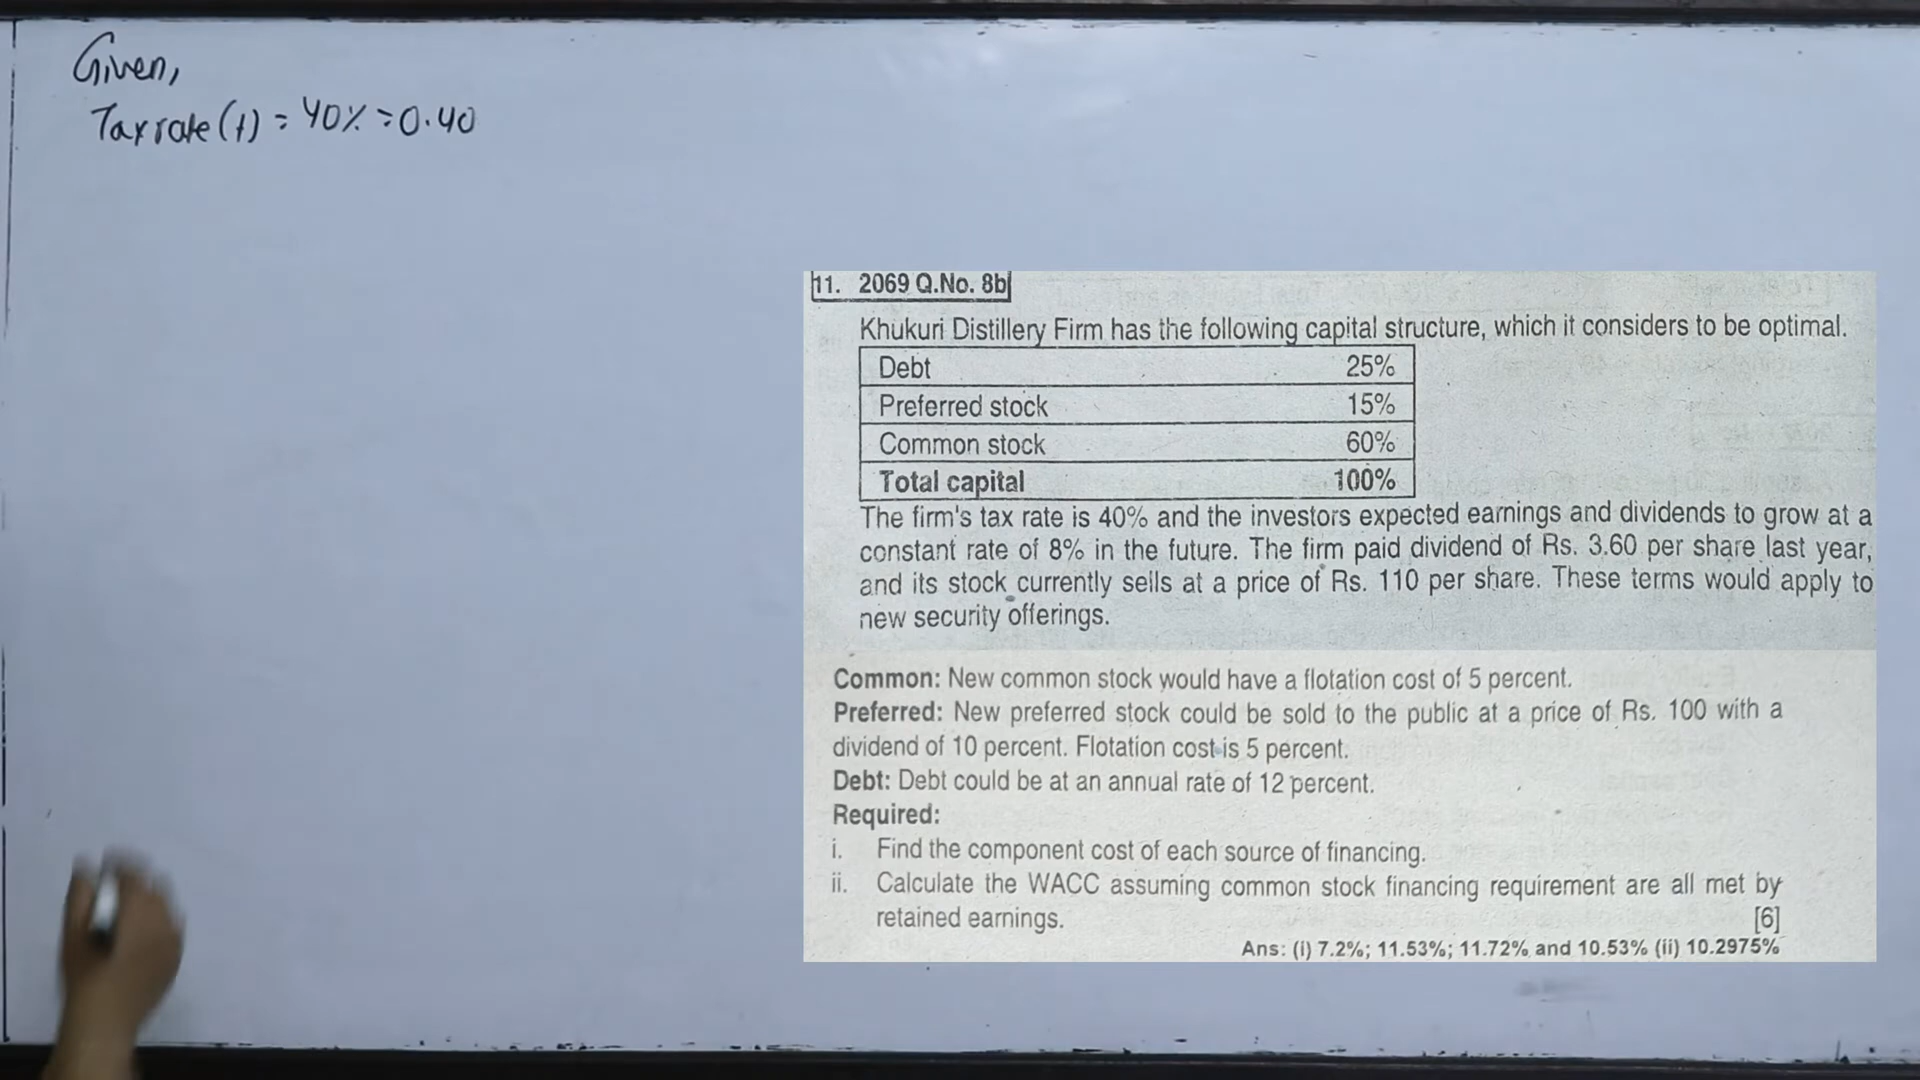 Given,
Tax rate (t) = 40% = 0.40
11. 2069 Q.No. 8b
Khukuri Distillery Firm has the following capital structure, which it considers to be optimal.
Debt 25%
Preferred stock 15%
Common stock 60%
Total capital 100%
The firm's tax rate is 40% and the investors expected earnings and dividends to grow at a
constant rate of 8% in the future. The firm paid dividend of Rs. 3.60 per share last year,
and its stock currently sells at a price of Rs. 110 per share. These terms would apply to
new security offerings.
Common: New common stock would have a flotation cost of 5 percent.
Preferred: New preferred stock could be sold to the public at a price of Rs. 100 with a
dividend of 10 percent. Flotation cost is 5 percent.
Debt: Debt could be at an annual rate of 12 percent.
Required:
i. Find the component cost of each source of financing.
ii. Calculate the WACC assuming common stock financing requirement are all met by
retained earnings. [6]
Ans: (i) 7.2%; 11.53%; 11.72% and 10.53% (ii) 10.2975%